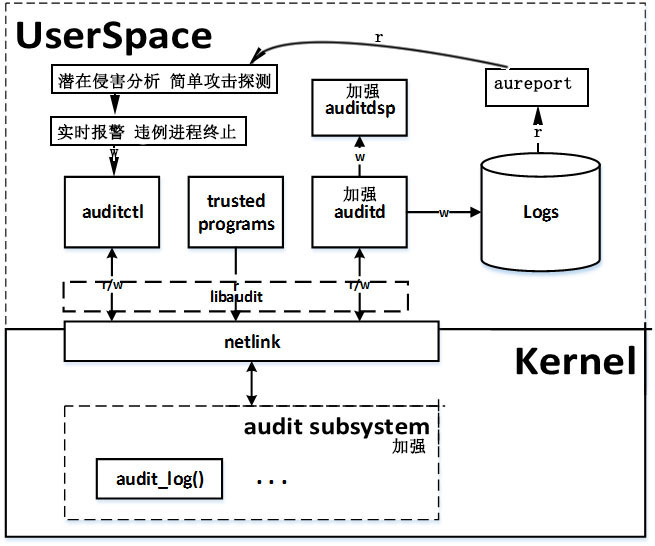 UserSpace
r
潜在侵害分析 简单攻击探测
aureport
加强
auditdsp
实时报警 违例进程终止
r
w
w
auditctl
trusted
programs
加强
auditd
w
Logs
r/w
r
r/w
libaudit
netlink
Kernel
audit subsystem
加强
audit_log()
...